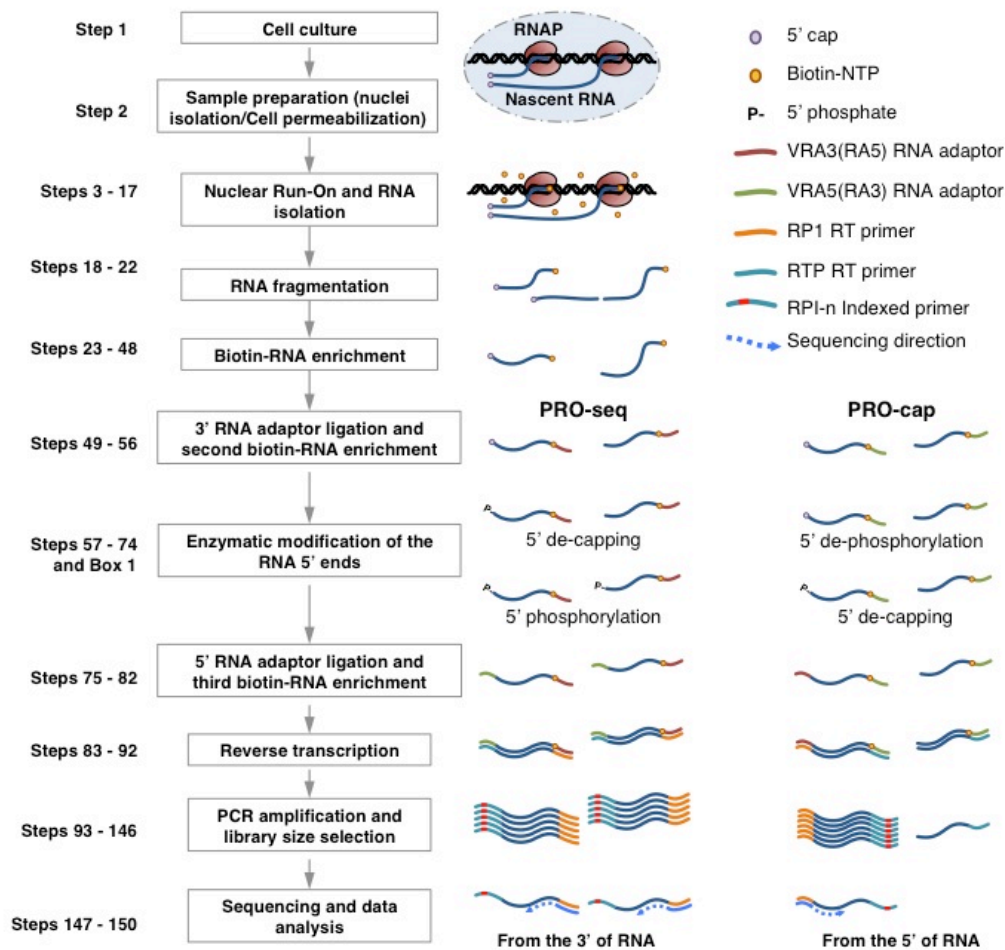 Step 1
Cell culture
RNAP
Nascent RNA
5' cap
Biotin-NTP
P- 5' phosphate
VRA3(RA5) RNA adaptor
VRA5(RA3) RNA adaptor
RP1 RT primer
RTP RT primer
RPI-n Indexed primer
Sequencing direction
Step 2
Sample preparation (nuclei
isolation/Cell permeabilization)
Steps 3 - 17
Nuclear Run-On and RNA
isolation
Steps 18 - 22
RNA fragmentation
Steps 23 - 48
Biotin-RNA enrichment
PRO-seq
PRO-cap
Steps 49 - 56
3' RNA adaptor ligation and
second biotin-RNA enrichment
Steps 57 - 74
and Box 1
Enzymatic modification of the
RNA 5' ends
P-
5' de-capping
5' de-phosphorylation
P-
P-
P-
5' phosphorylation
5' de-capping
Steps 75 - 82
5' RNA adaptor ligation and
third biotin-RNA enrichment
Steps 83 - 92
Reverse transcription
Steps 93 - 146
PCR amplification and
library size selection
Steps 147 - 150
Sequencing and data
analysis
From the 3' of RNA
From the 5' of RNA